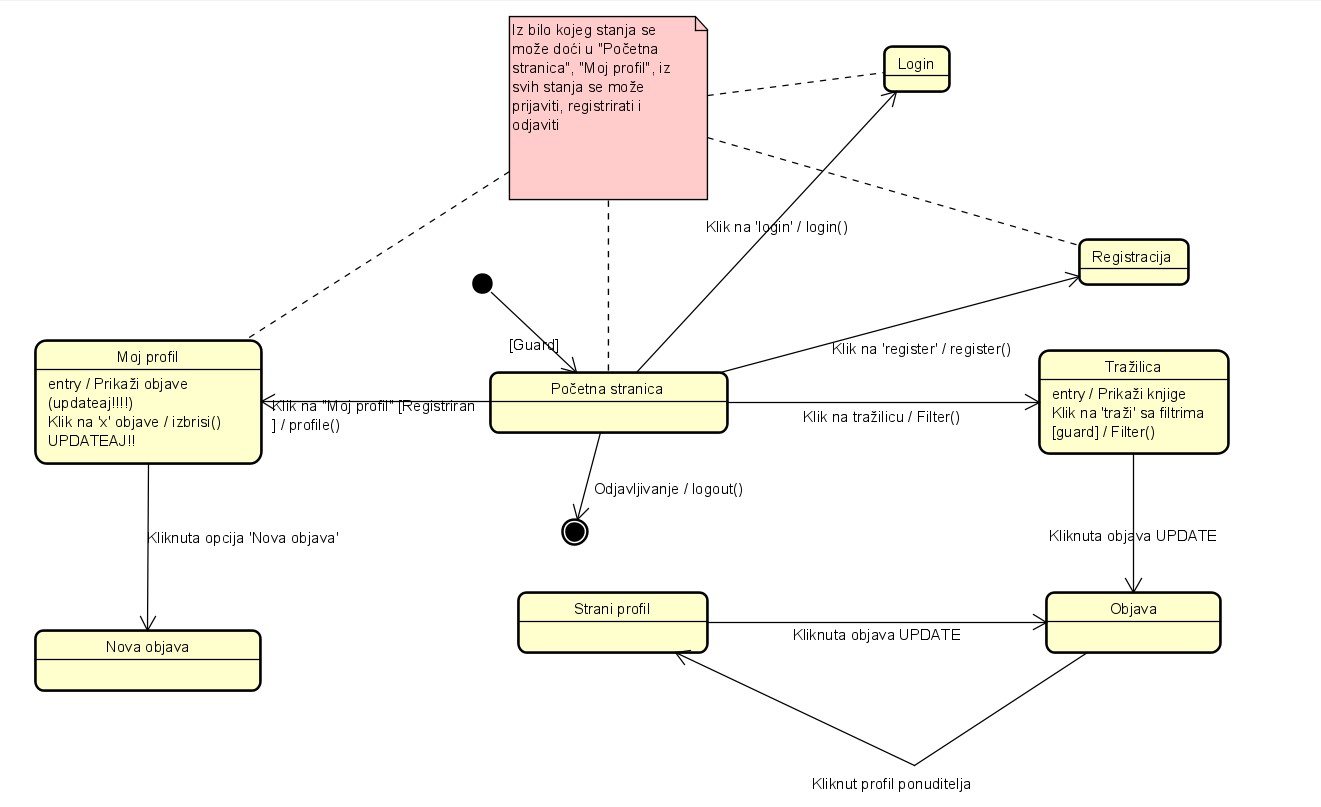 Iz bilo kojeg stanja se
može doći u "Početna
stranica", "Moj profil", iz
svih stanja se može
prijaviti, registrirati i
odjaviti
Login
Klik na 'login' / login()
Registracija
[Guard]
Klik na 'register' / register()
Moj profil
entry / Prikaži objave
(updateaj!!!!)
Klik na 'x' objave / izbrisi()
UPDATEAJ!!
Klik na "Moj profil" [Registriran
] / profile()
Početna stranica
Klik na tražilicu / Filter()
Tražilica
entry / Prikaži knjige
Klik na 'traži' sa filtrima
[guard] / Filter()
Odjavljivanje / logout()
Kliknuta opcija 'Nova objava'
Kliknuta objava UPDATE
Strani profil
Kliknuta objava UPDATE
Objava
Nova objava
Kliknut profil ponuditelja